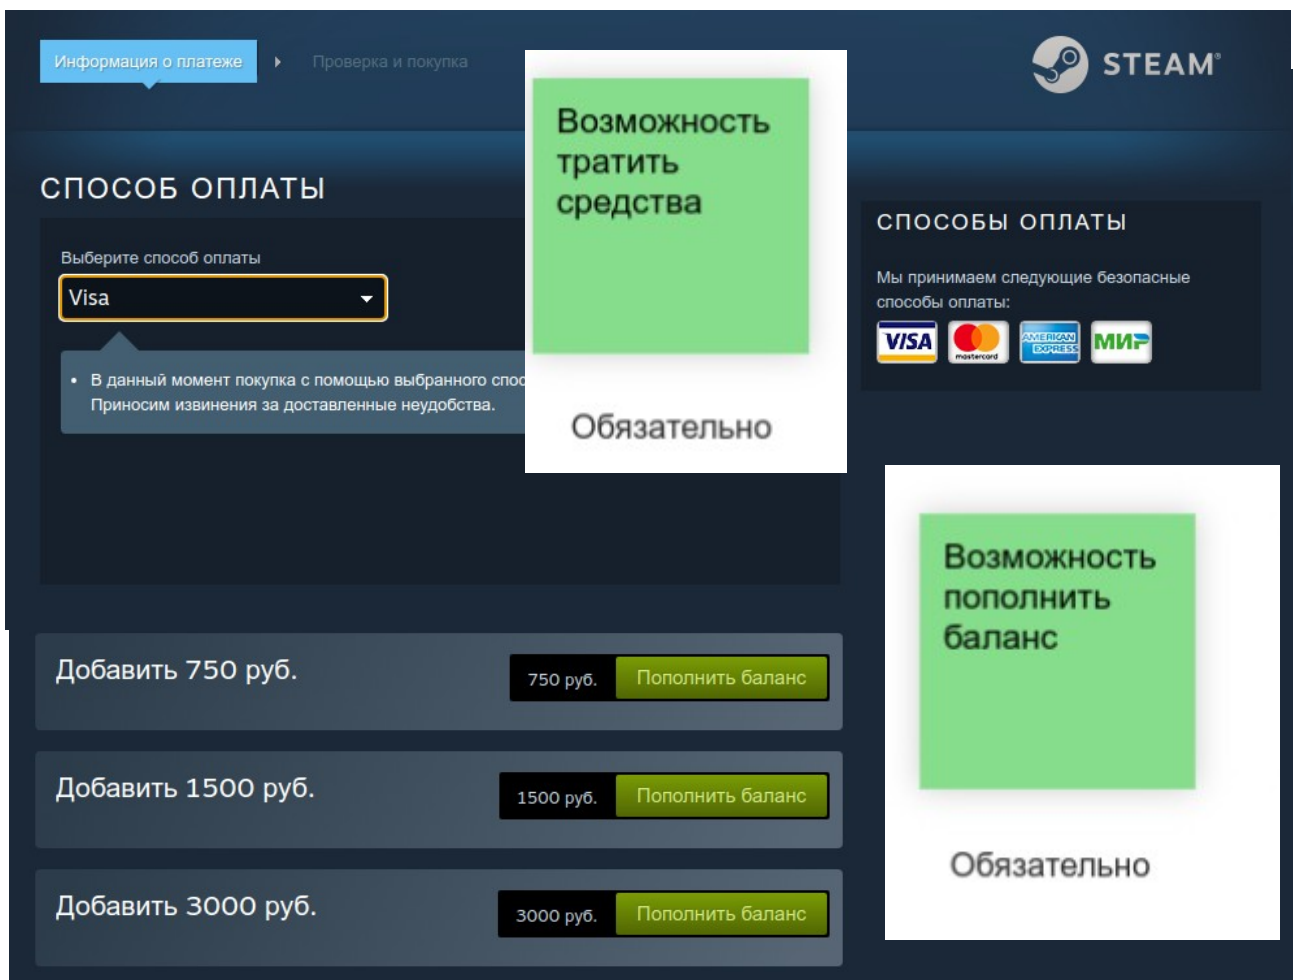 Информация о платеже
Проверка и покупка
STEAM®
СПОСОБ ОПЛАТЫ
Выберите способ оплаты
Visa
• В данный момент покупка с помощью выбранного
Приносим извинения за доставленные неудобства.
Возможность
тратить
средства
Обязательно
СПОСОБЫ ОПЛАТЫ
Мы принимаем следующие безопасные
способы оплаты:
VISA
mastercard
AMERICAN
EXPRESS
МИР
Возможность
пополнить
баланс
Обязательно
Добавить 750 руб.
750 руб.
Пополнить баланс
Добавить 1500 руб.
1500 руб.
Пополнить баланс
Добавить 3000 руб.
3000 руб.
Пополнить баланс